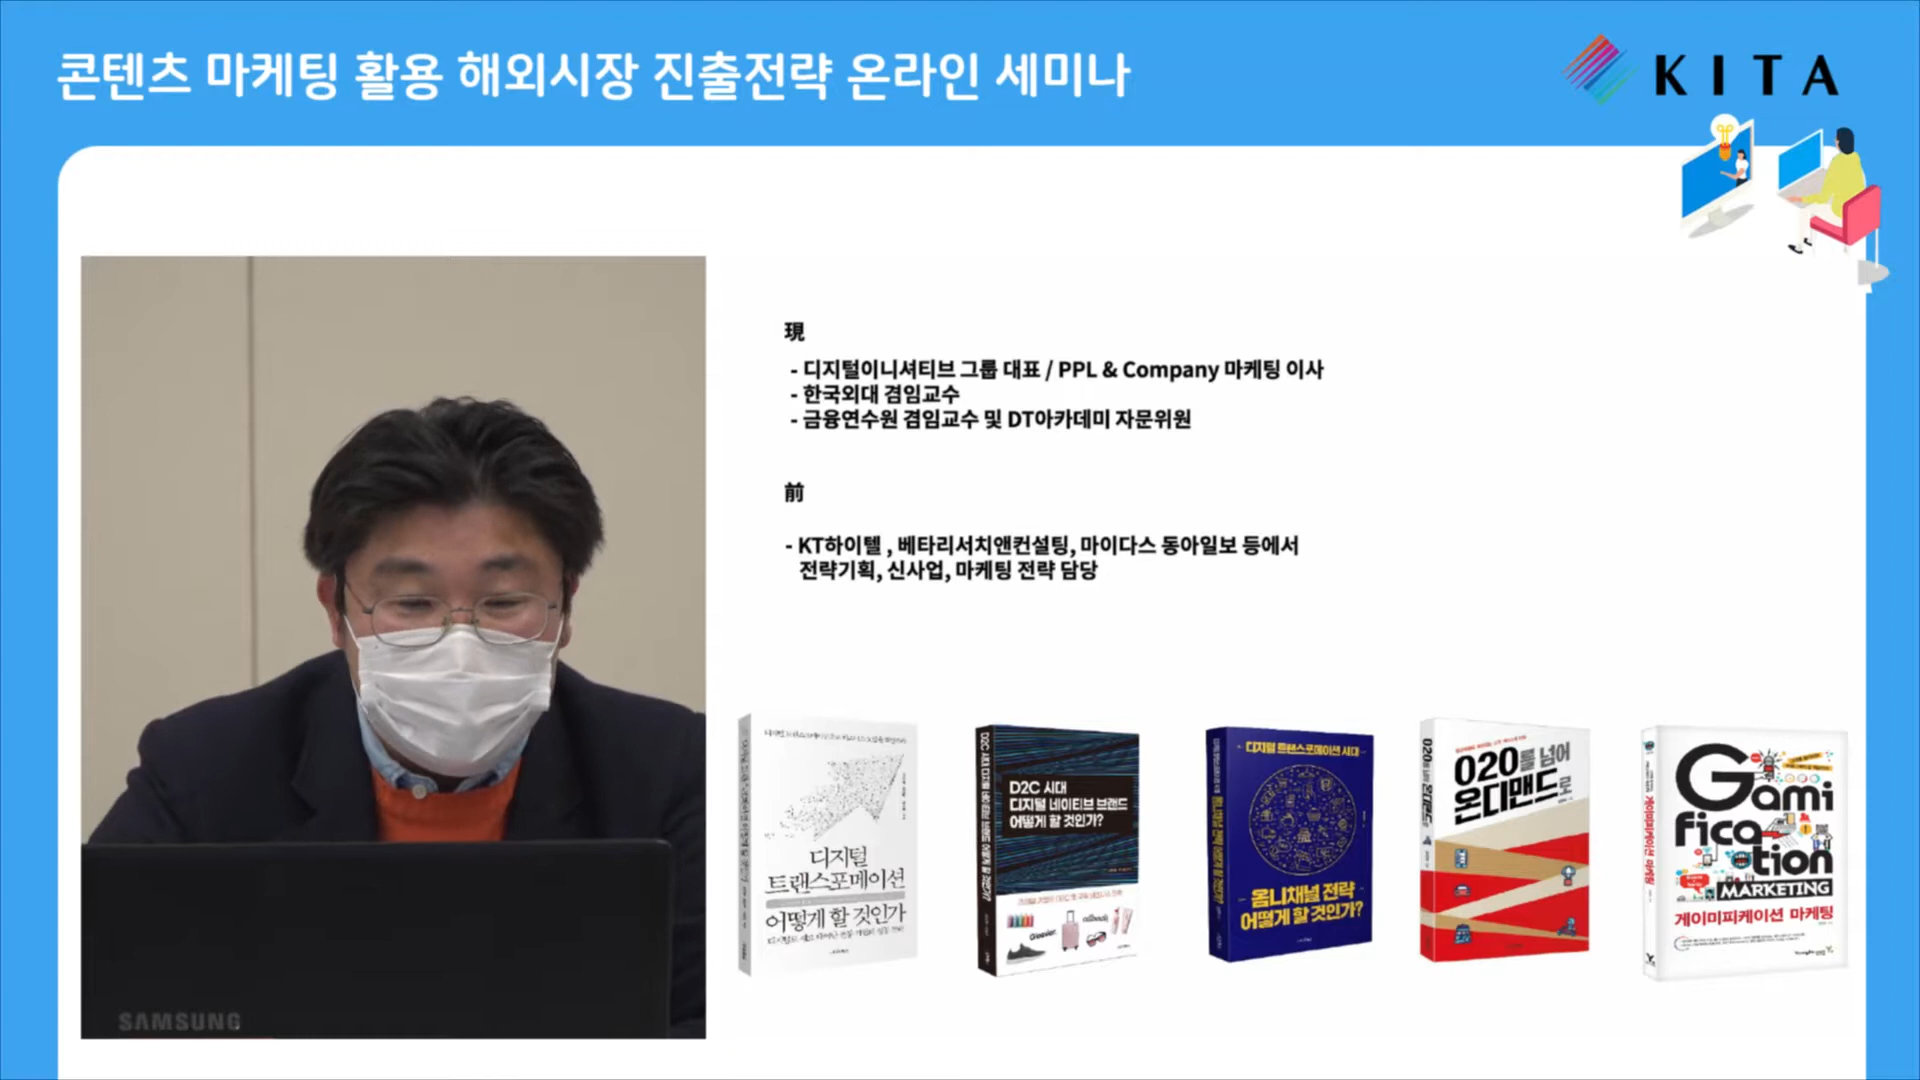 콘텐츠 마케팅 활용 해외시장 진출전략 온라인 세미나
KITA
現
- 디지털이니셔티브 그룹 대표 / PPL & Company 마케팅 이사
- 한국외대 겸임교수
- 금융연수원 겸임교수 및 DT아카데미 자문위원
前
- KT하이텔 , 베타리서치앤컨설팅, 마이다스 동아일보 등에서
전략기획, 신사업, 마케팅 전략 담당
SAMSUNG
디지털
트랜스포메이션
어떻게 할 것인가
D2C 시대
디지털 네이티브 브랜드
어떻게 할 것인가?
Glossier.
allbirds
디지털 트랜스포메이션 시대
옴니채널 전략
어떻게 할 것인가?
O2O를 넘어
온디맨드로
Gami
fica
tion
MARKETING
게이미피케이션 마케팅